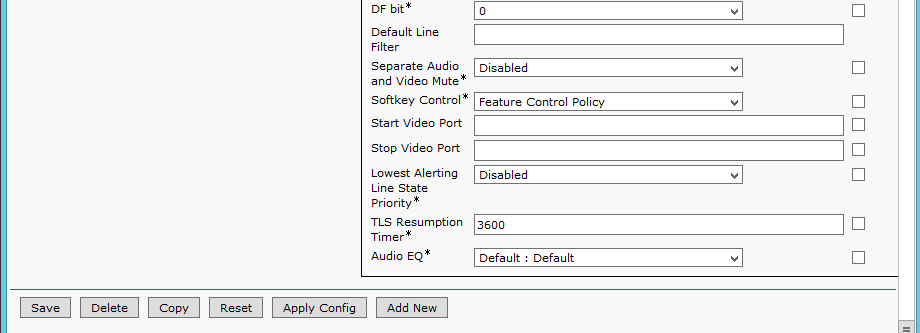 DF bit*
0
Default Line
Filter
Separate Audio
and Video Mute*
Disabled
Softkey Control*
Feature Control Policy
Start Video Port
Stop Video Port
Lowest Alerting
Line State
Priority*
Disabled
TLS Resumption
Timer*
3600
Audio EQ*
Default : Default
Save
Delete
Copy
Reset
Apply Config
Add New